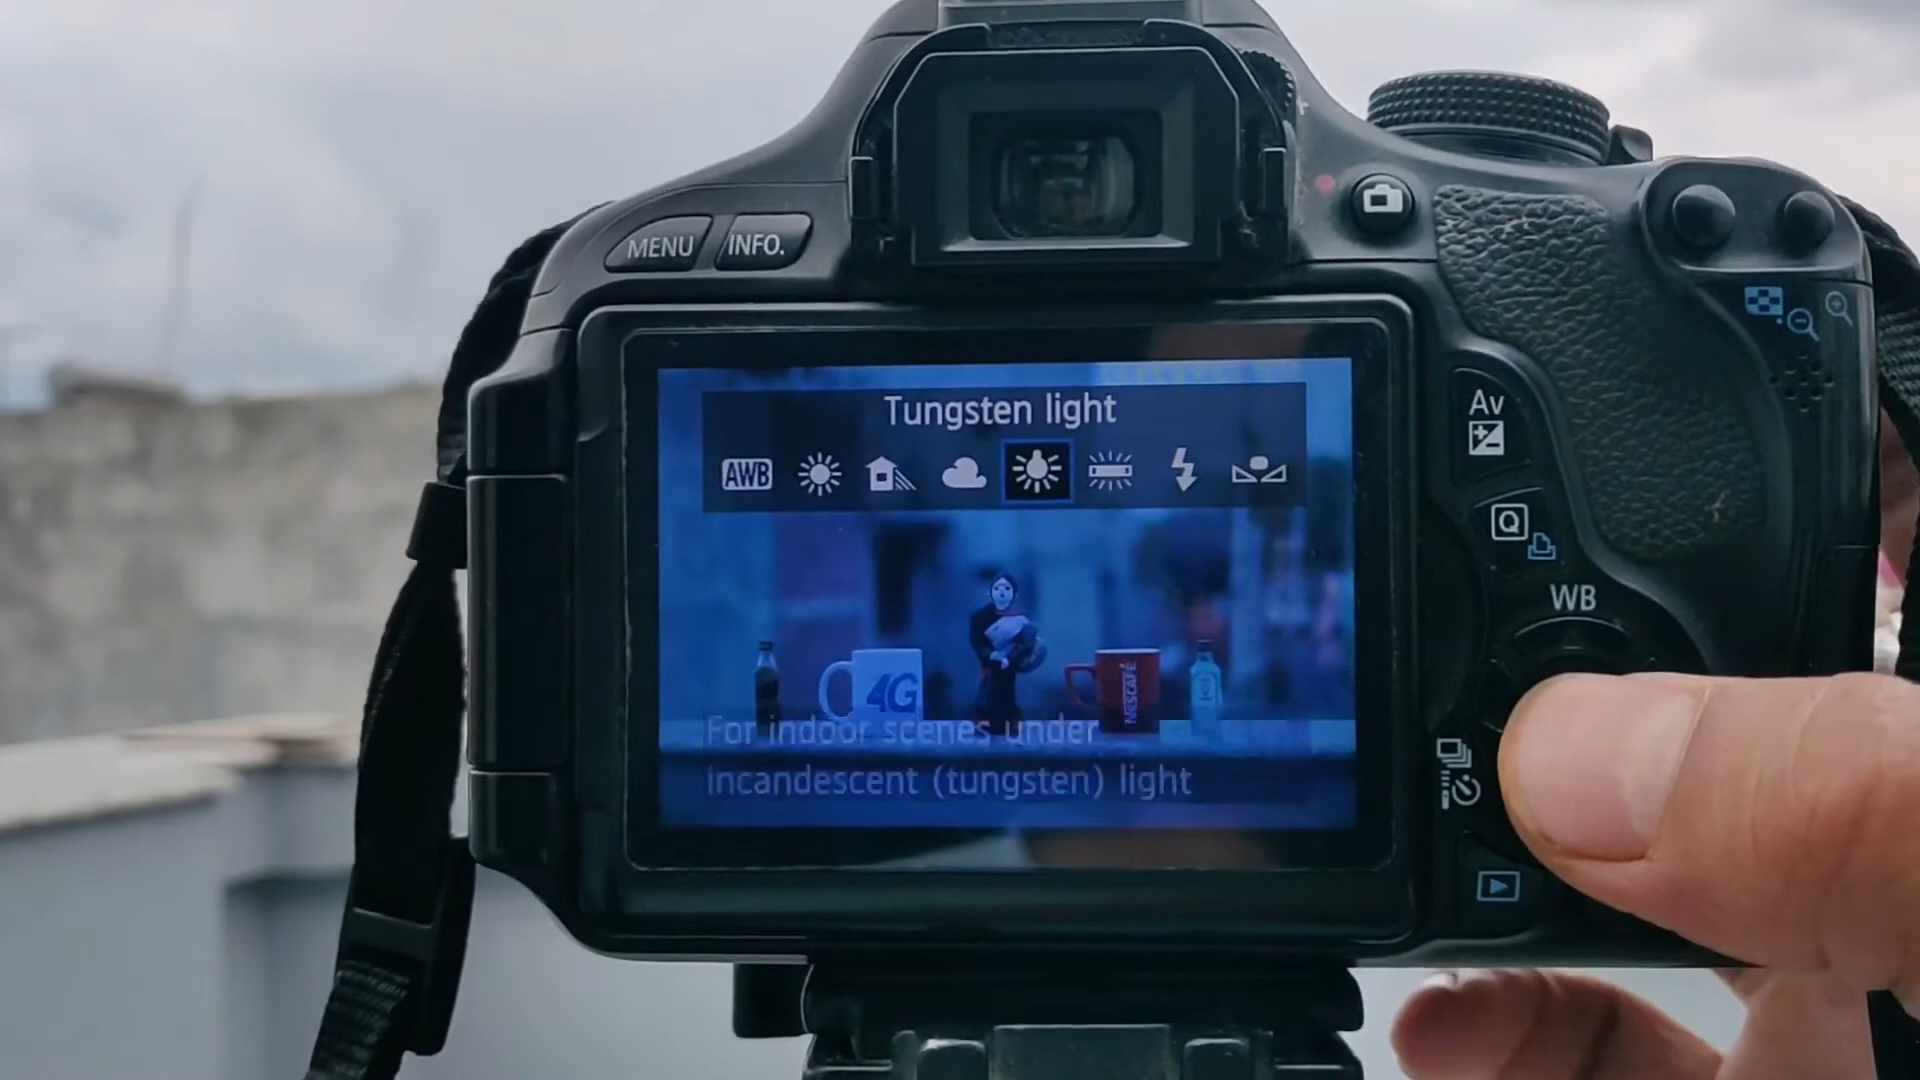 MENU INFO.
Tungsten light
AWB
Av
Q
WB
4G
NESCAFÉ
For indoor scenes under
incandescent (tungsten) light